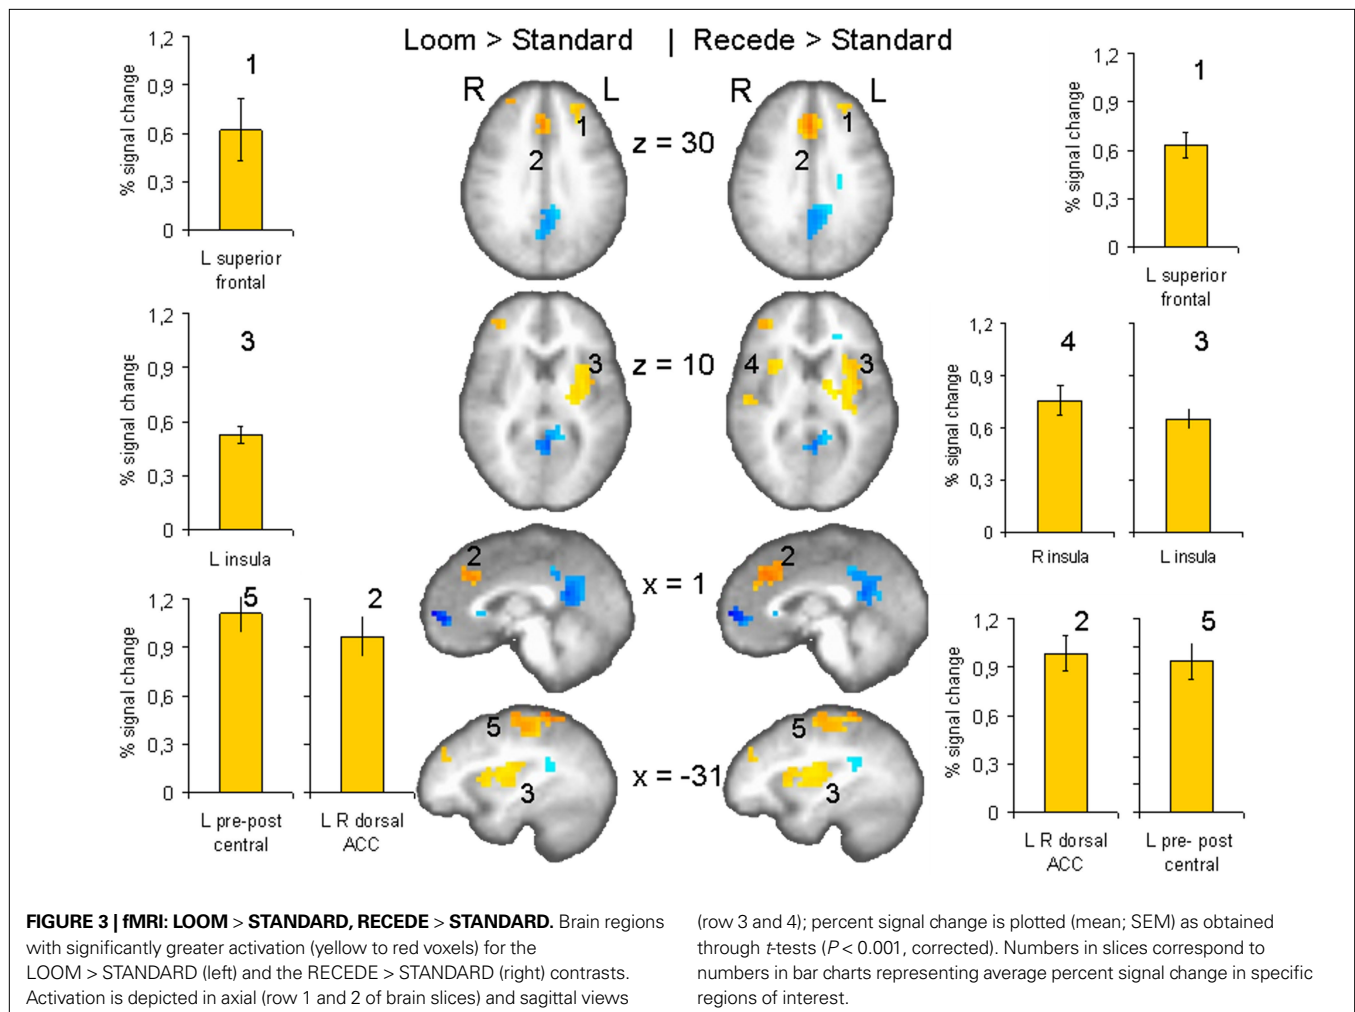 Loom > Standard | Recede > Standard
1,2
0,9
0,6
0,3
0
% signal change
1
L superior
frontal
R
L
1
2
z = 30
R
L
1
2
1,2
0,9
0,6
0,3
0
% signal change
1
L superior
frontal
1,2
0,9
0,6
0,3
0
% signal change
3
L insula
3
z = 10
4
3
1,2
0,9
0,6
0,3
0
% signal change
4
3
R insula
L insula
2
x = 1
2
1,2
0,9
0,6
0,3
0
% signal change
5
2
L pre-post
central
L R dorsal
ACC
5
3
x = -31
5
3
1,2
0,9
0,6
0,3
0
% signal change
2
5
L R dorsal
ACC
L pre- post
central
FIGURE 3 | fMRI: LOOM > STANDARD, RECEDE > STANDARD. Brain regions
with significantly greater activation (yellow to red voxels) for the
LOOM > STANDARD (left) and the RECEDE > STANDARD (right) contrasts.
Activation is depicted in axial (row 1 and 2 of brain slices) and sagittal views
(row 3 and 4); percent signal change is plotted (mean; SEM) as obtained
through t-tests (P < 0.001, corrected). Numbers in slices correspond to
numbers in bar charts representing average percent signal change in specific
regions of interest.